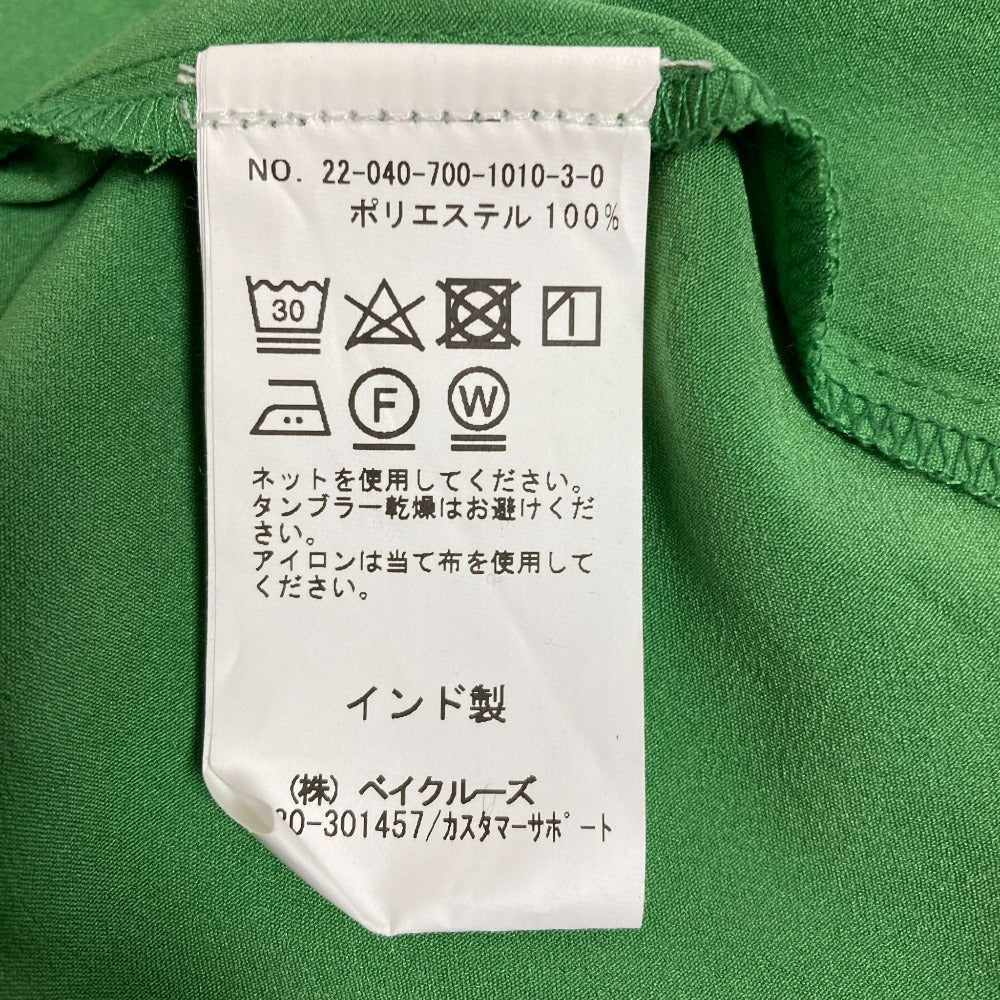 NO. 22-040-700-1010-3-0
ポリエステル 100%
30
F W
ネットを使用してください。
タンブラー乾燥はお避けくだ
さい。
アイロンは当て布を使用して
ください。
インド製
(株) ベイクルーズ
20-301457/カスタマーサポート